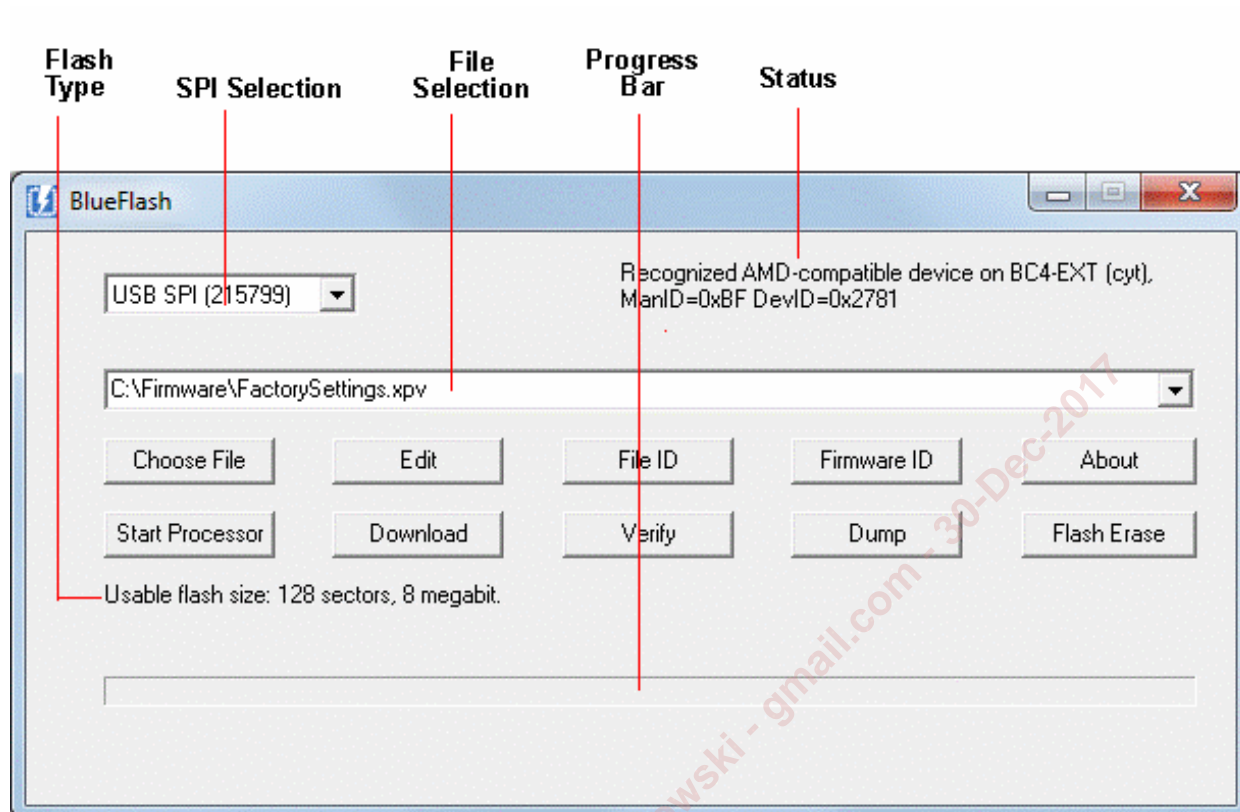 Flash Type
SPI Selection
File Selection
Progress Bar
Status
BlueFlash
USB SPI (215799)
Recognized AMD-compatible device on BC4-EXT (cyt),
ManID=0xBF DevID=0x2781
C:\Firmware\FactorySettings.xpv
Choose File
Edit
File ID
Firmware ID
About
Start Processor
Download
Verify
Dump
Flash Erase
Usable flash size: 128 sectors, 8 megabit.
wski - gmail.com - 30-Dec-2017